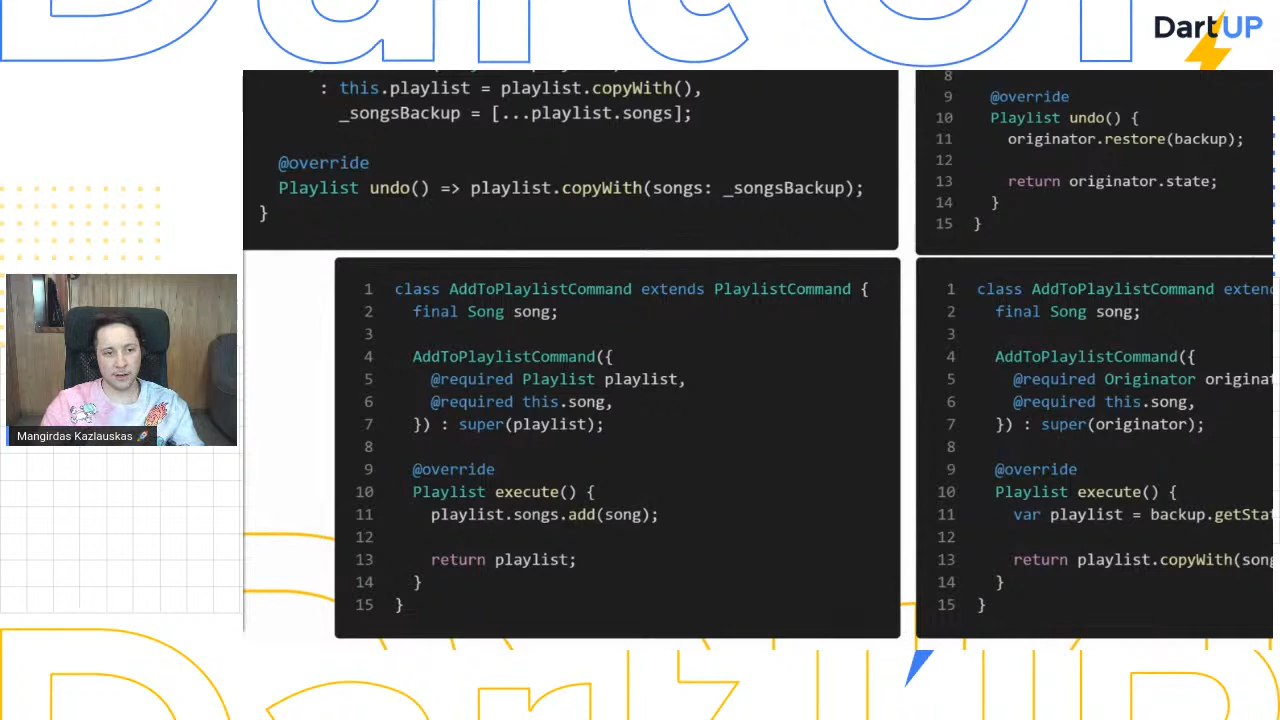 DartUP
: this.playlist = playlist.copyWith(),
_songsBackup = [...playlist.songs];
@override
Playlist undo() => playlist.copyWith(songs: _songsBackup);
}
8
9 @override
10 Playlist undo() {
11 originator.restore(backup);
12
13 return originator.state;
14 }
15 }
1 class AddToPlaylistCommand extends PlaylistCommand {
2 final Song song;
3
4 AddToPlaylistCommand({
5 @required Playlist playlist,
6 @required this.song,
7 }) : super(playlist);
8
9 @override
10 Playlist execute() {
11 playlist.songs.add(song);
12
13 return playlist;
14 }
15 }
1 class AddToPlaylistCommand exten
2 final Song song;
3
4 AddToPlaylistCommand({
5 @required Originator origina
6 @required this.song,
7 }) : super(originator);
8
9 @override
10 Playlist execute() {
11 var playlist = backup.getSta
12
13 return playlist.copyWith(son
14 }
15 }
Mangirdas Kazlauskas